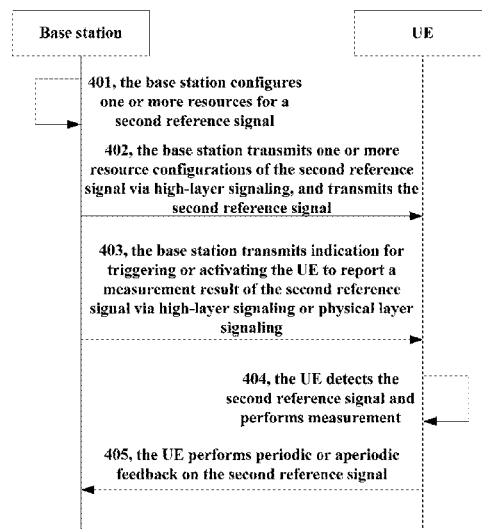 Base station
UE
401, the base station configures
one or more resources for a
second reference signal
402, the base station transmits one or more
resource configurations of the second reference
signal via high-layer signaling, and transmits the
second reference signal
403, the base station transmits indication for
triggering or activating the UE to report a
measurement result of the second reference
signal via high-layer signaling or physical layer
signaling
404, the UE detects the
second reference signal and
performs measurement
405, the UE performs periodic or aperiodic
feedback on the second reference signal